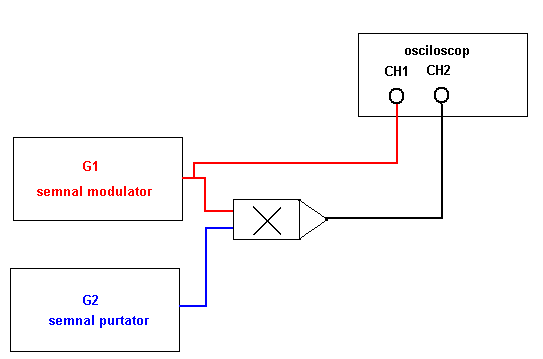 osciloscop
CH1 CH2
G1
semnal modulator
G2
semnal purtator